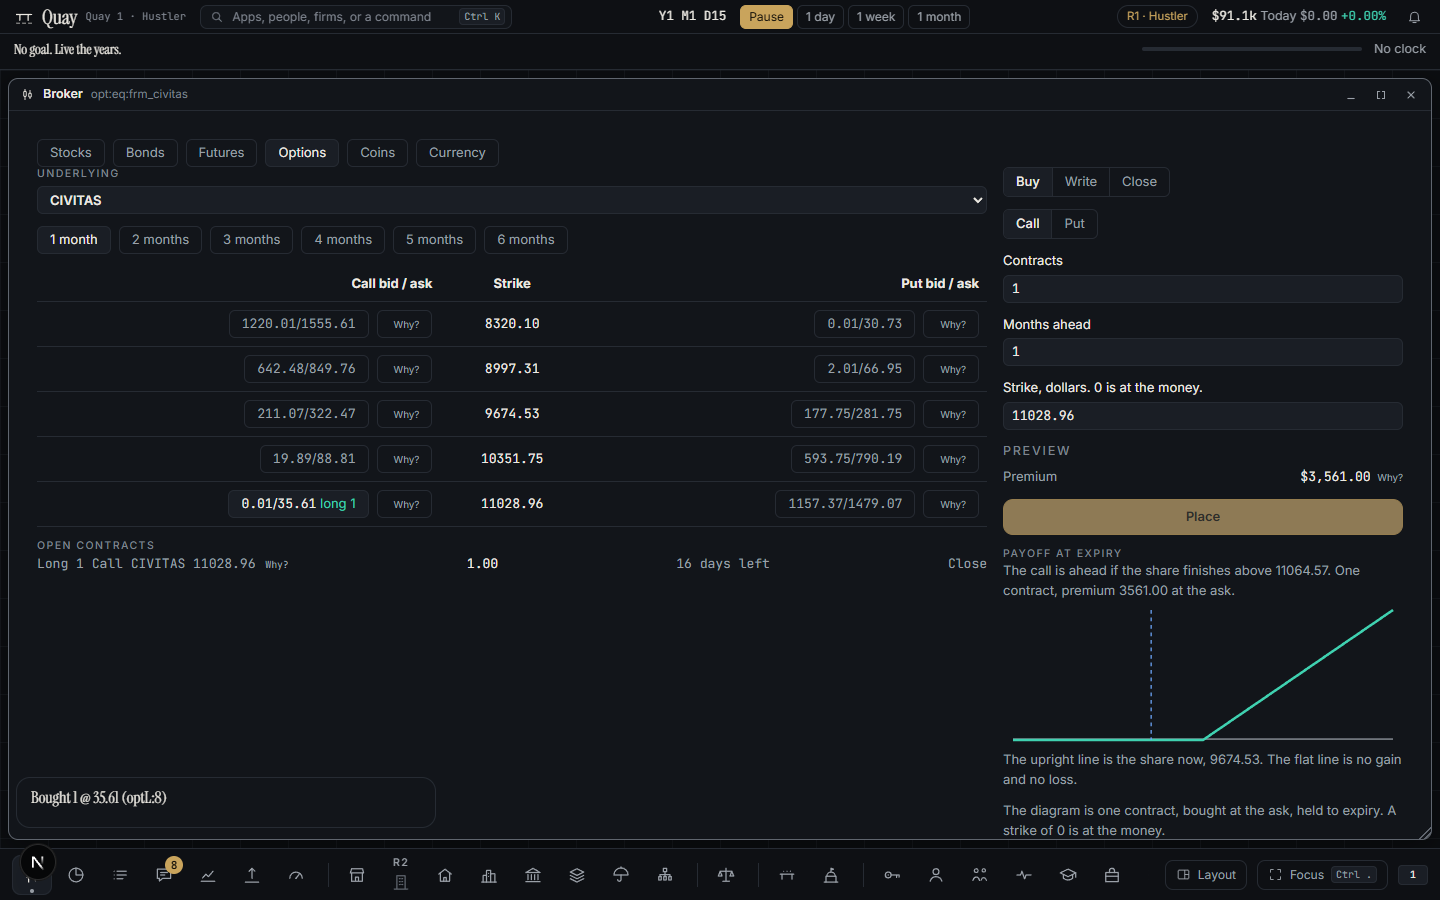 Quay Quay 1 · Hustler Apps, people, firms, or a command Ctrl K Y1 M1 D15 Pause 1 day 1 week 1 month R1 · Hustler $91.1k Today $0.00 +0.00%
No goal. Live the years. No clock
Broker opt:eq:frm_civitas
Stocks Bonds Futures Options Coins Currency
UNDERLYING
CIVITAS
1 month 2 months 3 months 4 months 5 months 6 months
Call bid / ask Strike Put bid / ask
1220.01/1555.61 Why? 8320.10 0.01/30.73 Why?
642.48/849.76 Why? 8997.31 2.01/66.95 Why?
211.07/322.47 Why? 9674.53 177.75/281.75 Why?
19.89/88.81 Why? 10351.75 593.75/790.19 Why?
0.01/35.61 long 1 Why? 11028.96 1157.37/1479.07 Why?
OPEN CONTRACTS
Long 1 Call CIVITAS 11028.96 Why? 1.00 16 days left Close
Buy Write Close
Call Put
Contracts
1
Months ahead
1
Strike, dollars. 0 is at the money.
11028.96
PREVIEW
Premium $3,561.00 Why?
Place
PAYOFF AT EXPIRY
The call is ahead if the share finishes above 11064.57. One
contract, premium 3561.00 at the ask.
The upright line is the share now, 9674.53. The flat line is no gain
and no loss.
The diagram is one contract, bought at the ask, held to expiry. A
strike of 0 is at the money.
Bought 1 @ 35.61 (optL:8)
N 8 R2 Layout Focus Ctrl . 1